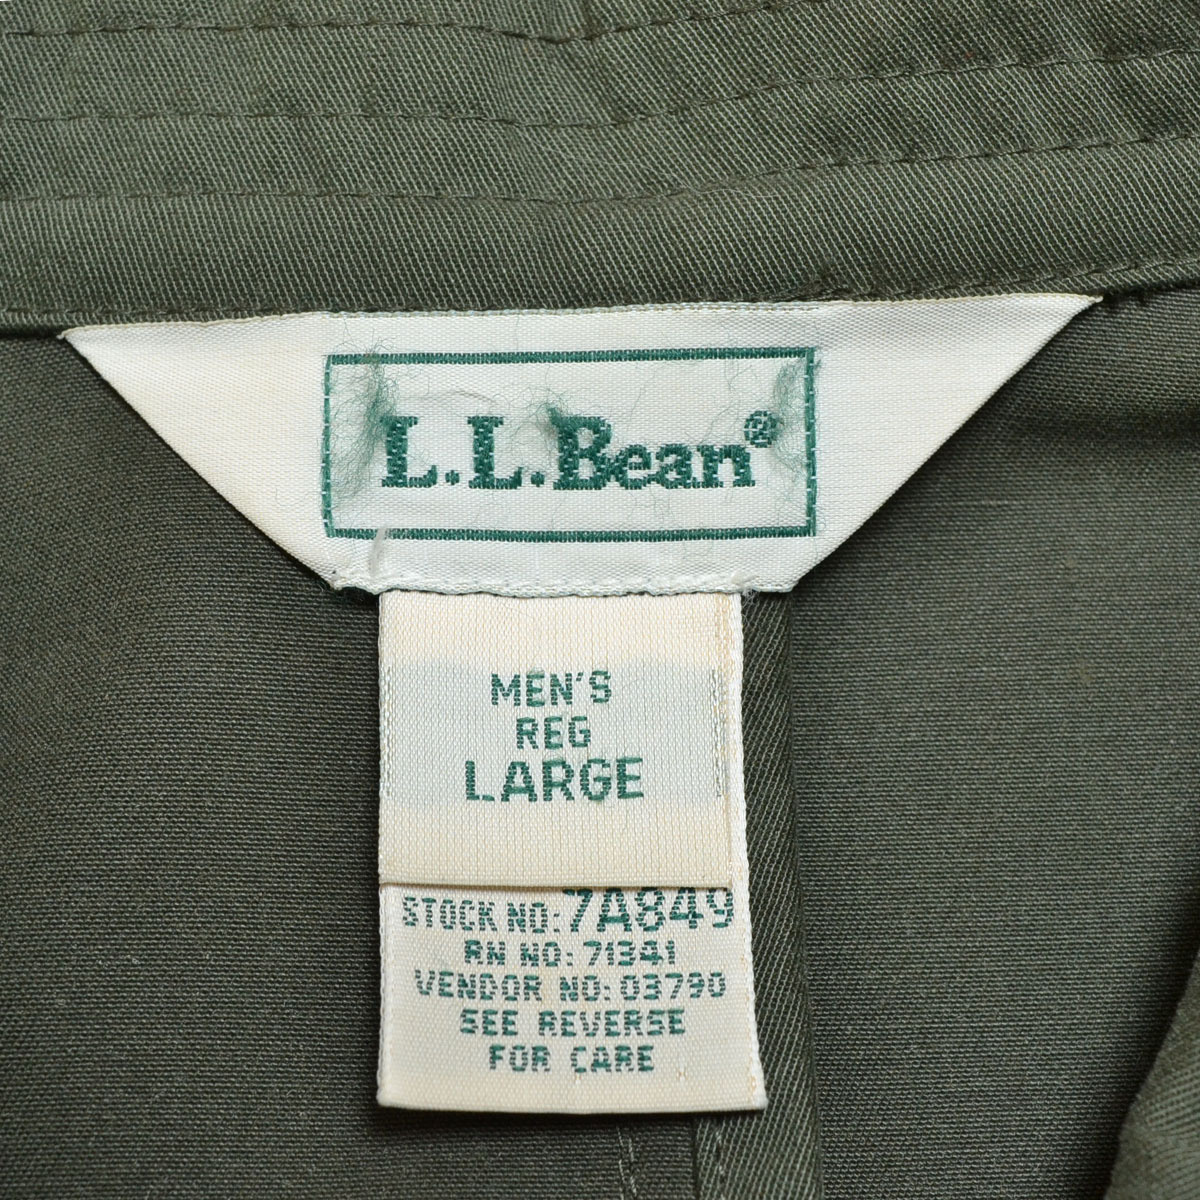 L.L.Bean®
MEN'S
REG
LARGE
STOCK NO: 7A849
RN NO: 71341
VENDOR NO: 03790
SEE REVERSE
FOR CARE